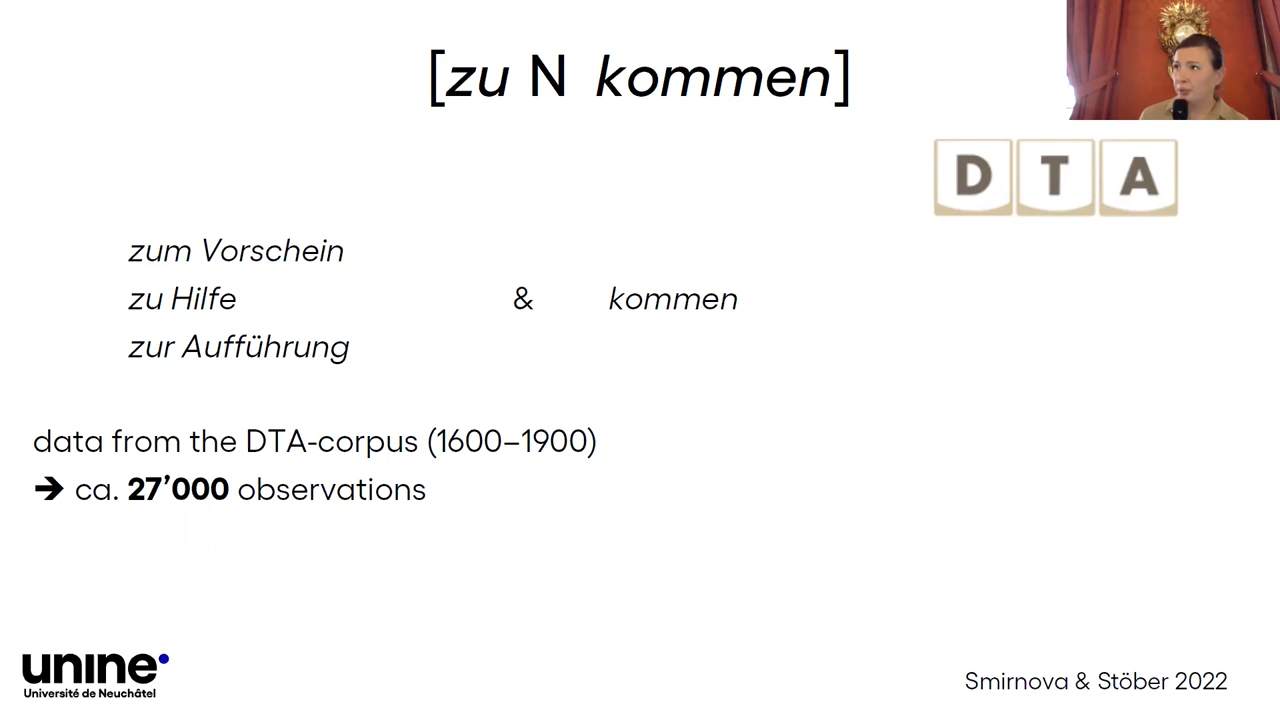 [zu N kommen]
DTA
zum Vorschein
zu Hilfe & kommen
zur Aufführung
data from the DTA-corpus (1600–1900)
➔ ca. 27’000 observations
unine
Université de Neuchâtel
Smirnova & Stöber 2022